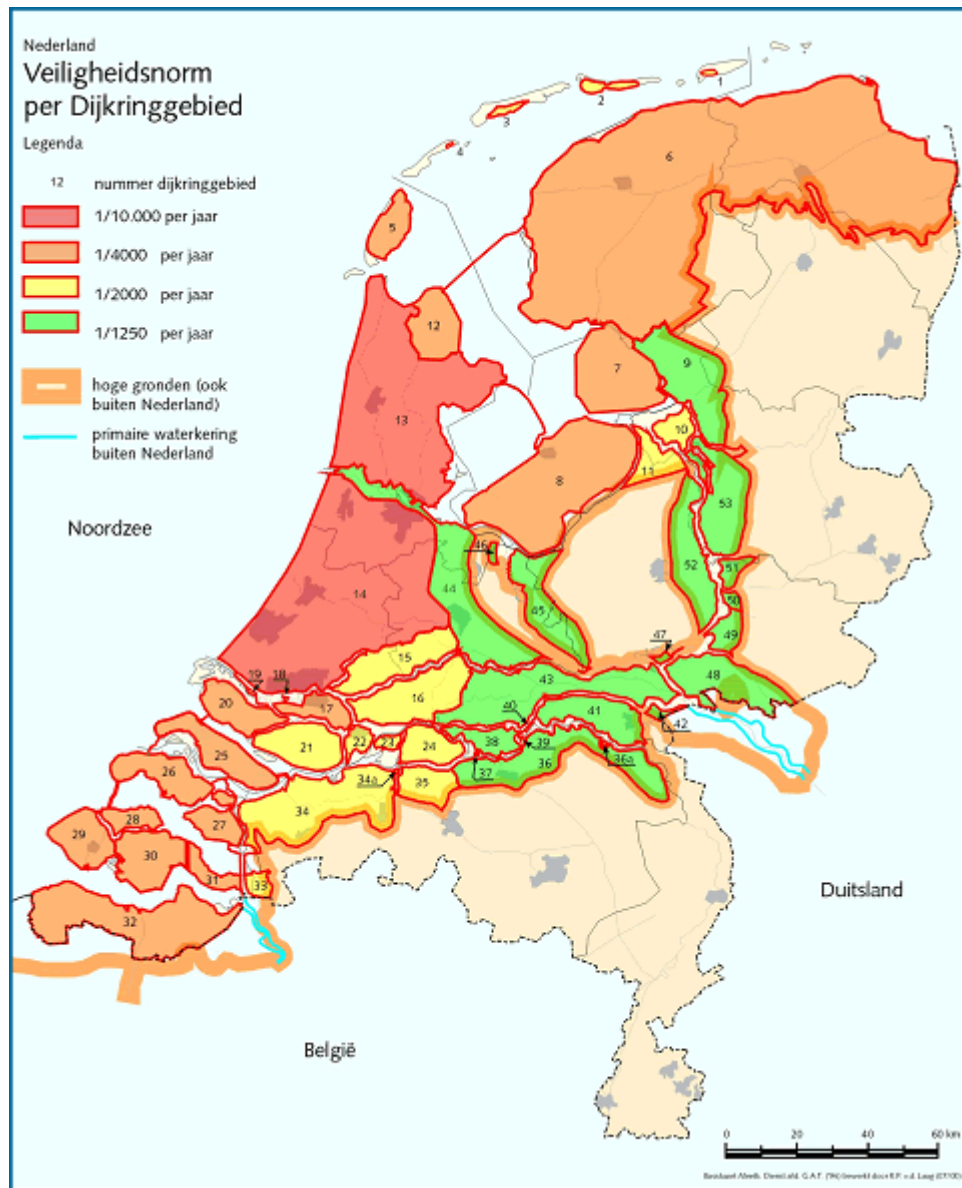 Nederland
Veiligheidsnorm
per Dijkringgebied
Legenda
12 nummer dijkringgebied
1/10.000 per jaar
1/4000 per jaar
1/2000 per jaar
1/1250 per jaar
hoge gronden (ook
buiten Nederland)
primaire waterkering
buiten Nederland
1
2
3
4
5
6
12
7
9
13
10
11
8
53
Noordzee
46
52
51
14
44
45
50
47
49
15
19
18
43
48
20
17
16
40
41
42
21
22
23
24
38
39
25
37
36
36a
26
34a
35
34
28
27
29
30
31
33
32
Duitsland
België
0 20 40 60 km